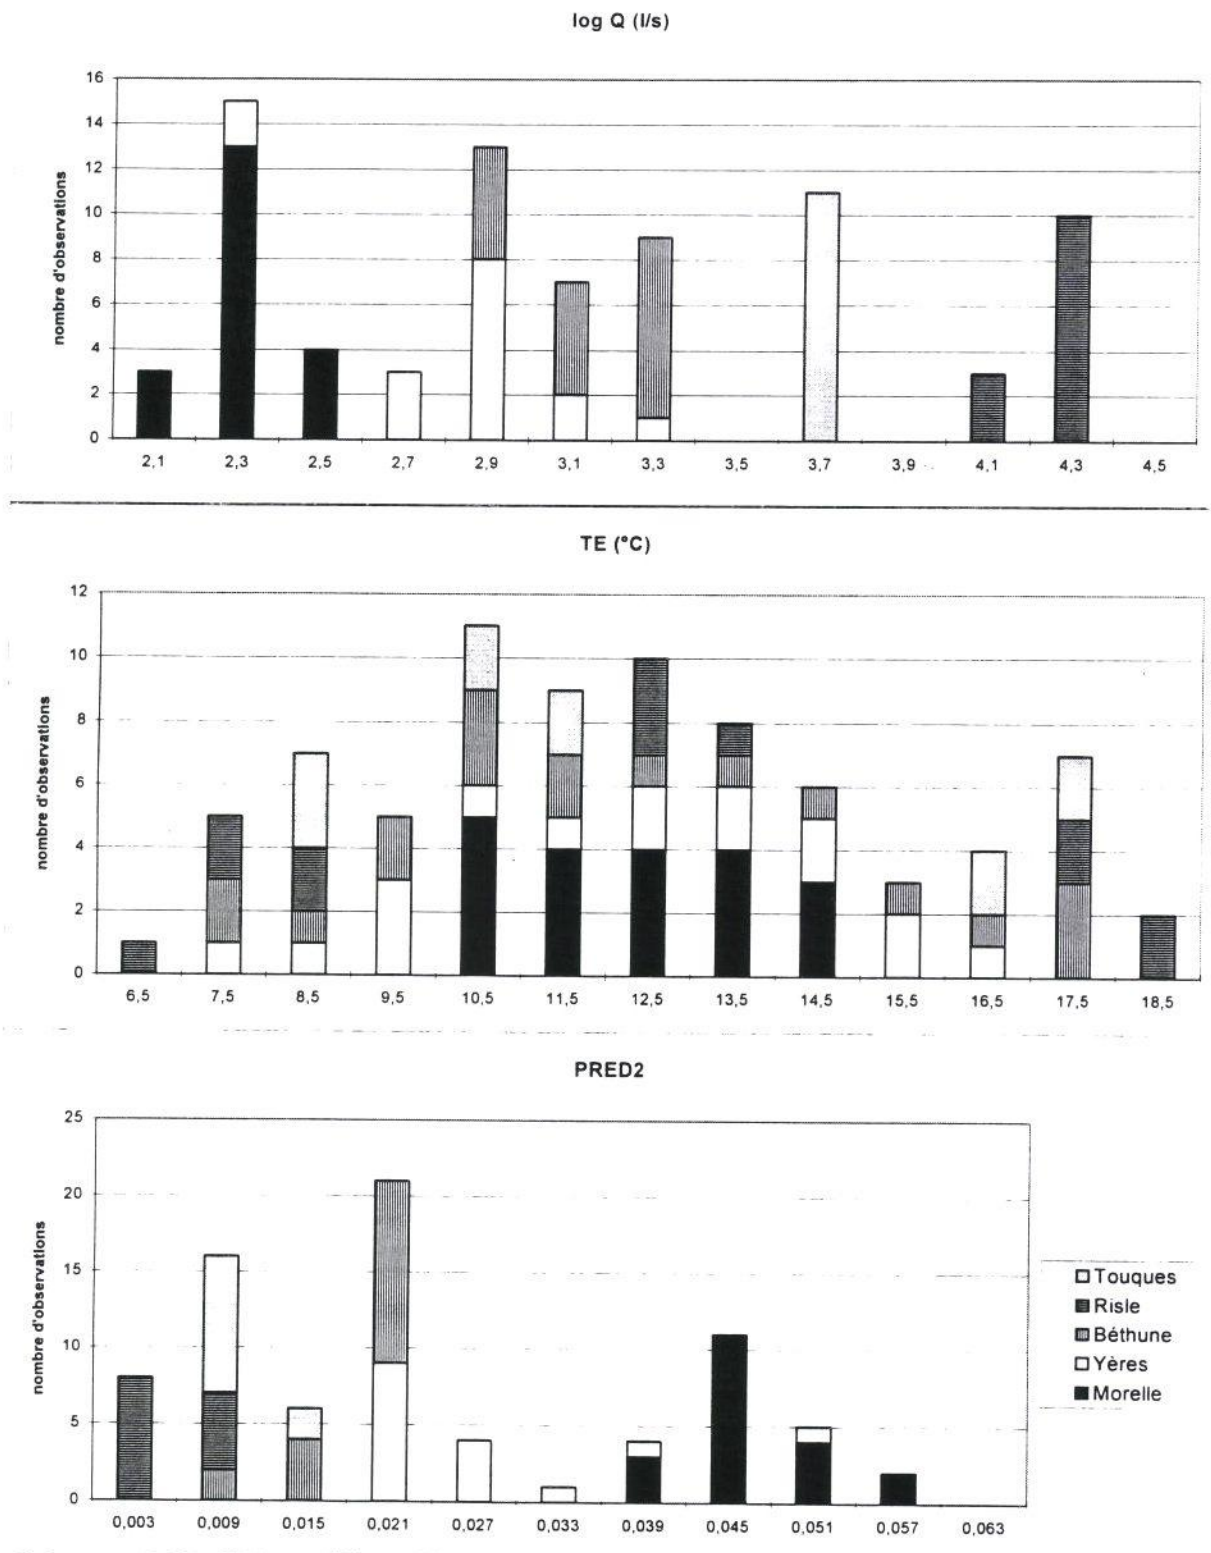 log Q (l/s)
16
14
12
10
8
6
4
2
0
nombre d'observations
2,1 2,3 2,5 2,7 2,9 3,1 3,3 3,5 3,7 3,9 4,1 4,3 4,5
TE (°C)
12
10
8
6
4
2
0
nombre d'observations
6,5 7,5 8,5 9,5 10,5 11,5 12,5 13,5 14,5 15,5 16,5 17,5 18,5
PRED2
25
20
15
10
5
0
nombre d'observations
0,003 0,009 0,015 0,021 0,027 0,033 0,039 0,045 0,051 0,057 0,063
Touques
Risle
Béthune
Yères
Morelle